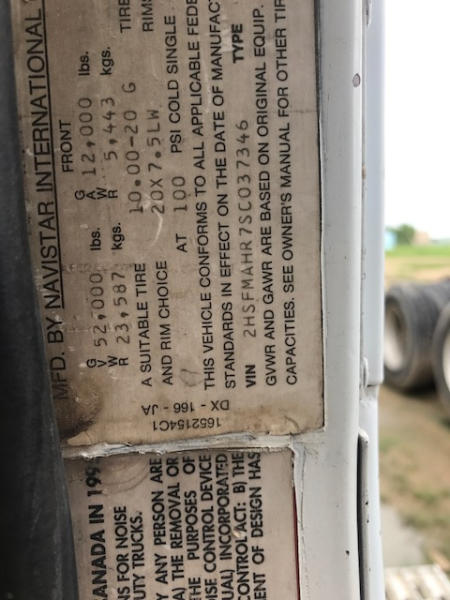 MFD. BY NAVISTAR INTERNATIONAL
FRONT
G V W R 52,000 lbs. G A W R 12,000 lbs.
23,587 kgs. 5,443 kgs.
A SUITABLE TIRE 10.00-20 G TIRE
AND RIM CHOICE 20X7.5LW RIMS
AT 100 PSI COLD SINGLE
THIS VEHICLE CONFORMS TO ALL APPLICABLE FEDE
STANDARDS IN EFFECT ON THE DATE OF MANUFACT
VIN 2HSFMAHR7SC037346 TYPE
GVWR AND GAWR ARE BASED ON ORIGINAL EQUIP.
CAPACITIES. SEE OWNER'S MANUAL FOR OTHER TIR
1652154C1
DX - 166 - JA
ANADA IN 199
NS FOR NOISE
UTY TRUCKS.
Y ANY PERSON ARE
A) THE REMOVAL OR
THE PURPOSES OF
ISE CONTROL DEVICE
UAL) INCORPORATED
CONTROL ACT: B) THE
ENT OF DESIGN HAS